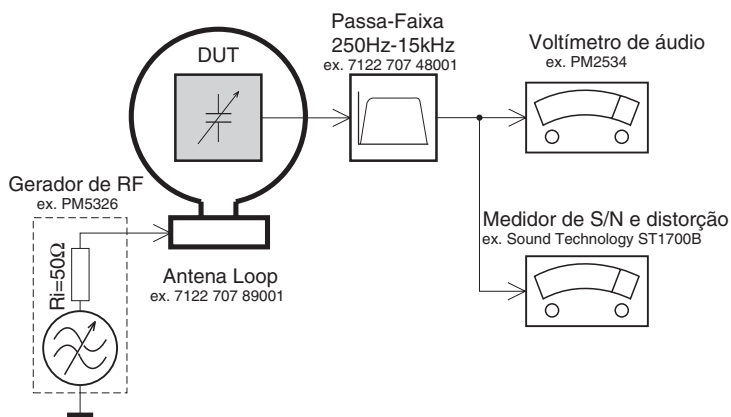 Passa-Faixa
250Hz-15kHz
ex. 7122 707 48001
DUT
Voltímetro de áudio
ex. PM2534
Gerador de RF
ex. PM5326
Ri=50Ω
Antena Loop
ex. 7122 707 89001
Medidor de S/N e distorção
ex. Sound Technology ST1700B